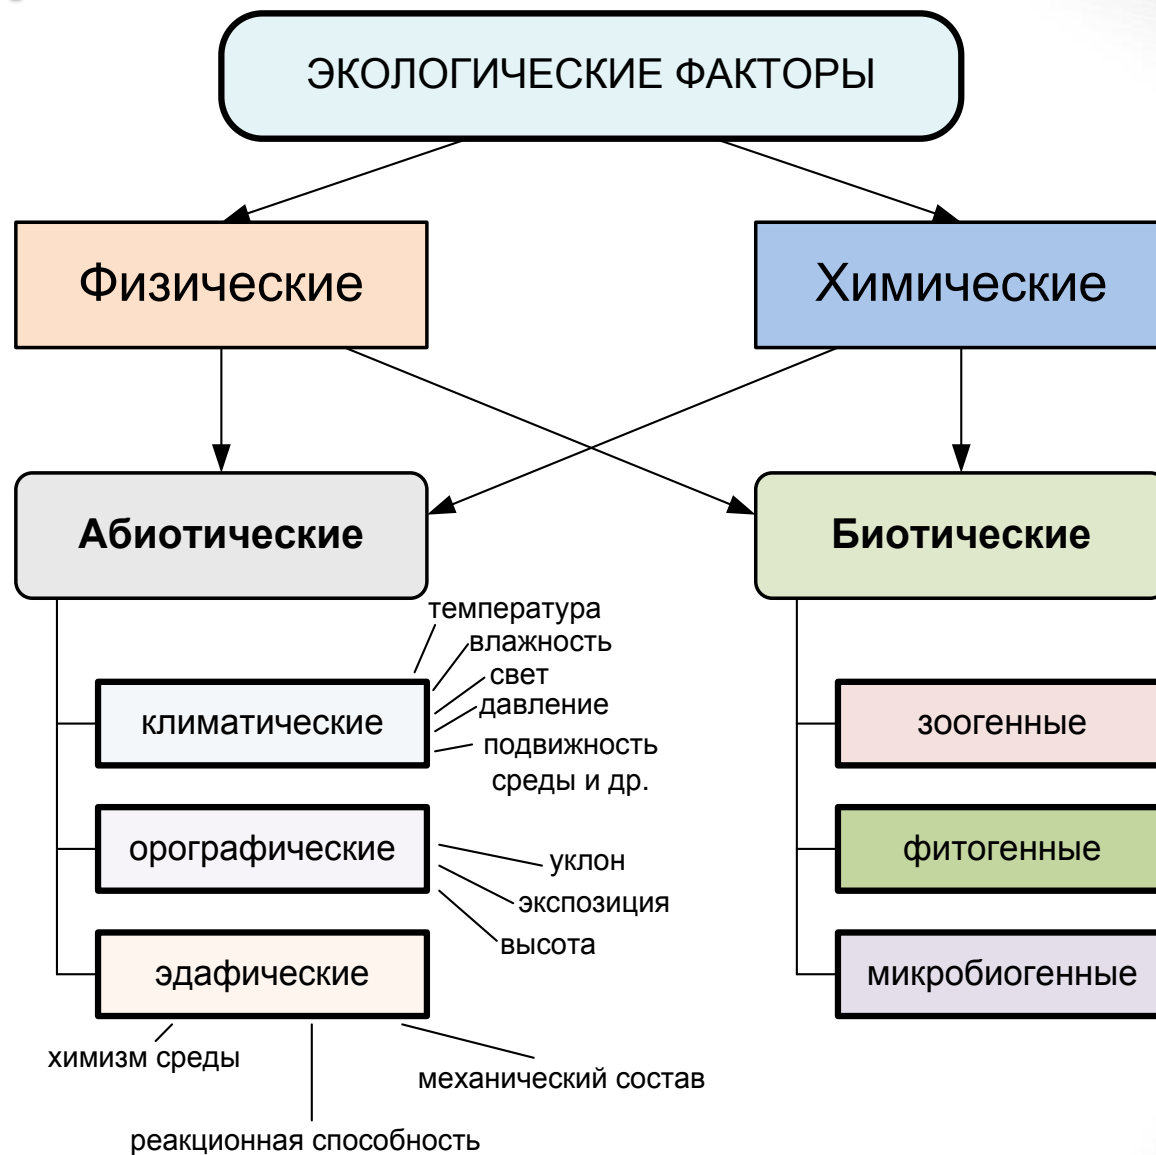 ЭКОЛОГИЧЕСКИЕ ФАКТОРЫ
Физические
Химические
Абиотические
Биотические
температура
влажность
свет
давление
подвижность
среды и др.
климатические
зоогенные
орографические
уклон
экспозиция
высота
фитогенные
эдафические
микробиогенные
химизм среды
механический состав
реакционная способность